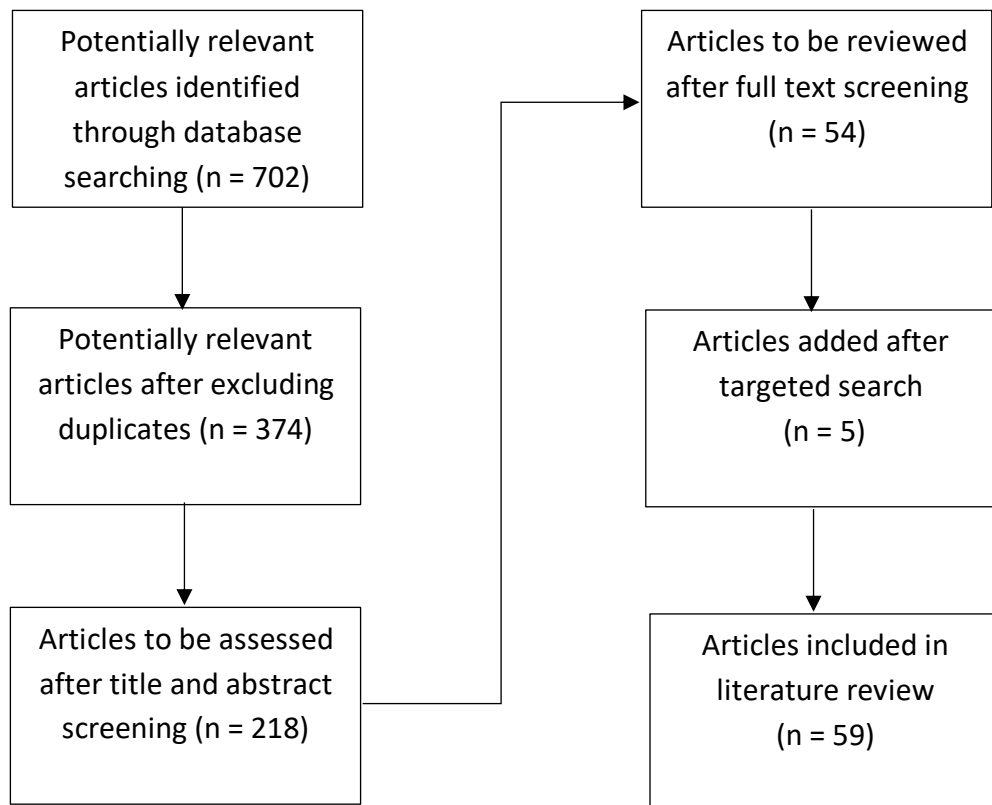 Potentially relevant
articles identified
through database
searching (n = 702)
Potentially relevant
articles after excluding
duplicates (n = 374)
Articles to be assessed
after title and abstract
screening (n = 218)
Articles to be reviewed
after full text screening
(n = 54)
Articles added after
targeted search
(n = 5)
Articles included in
literature review
(n = 59)